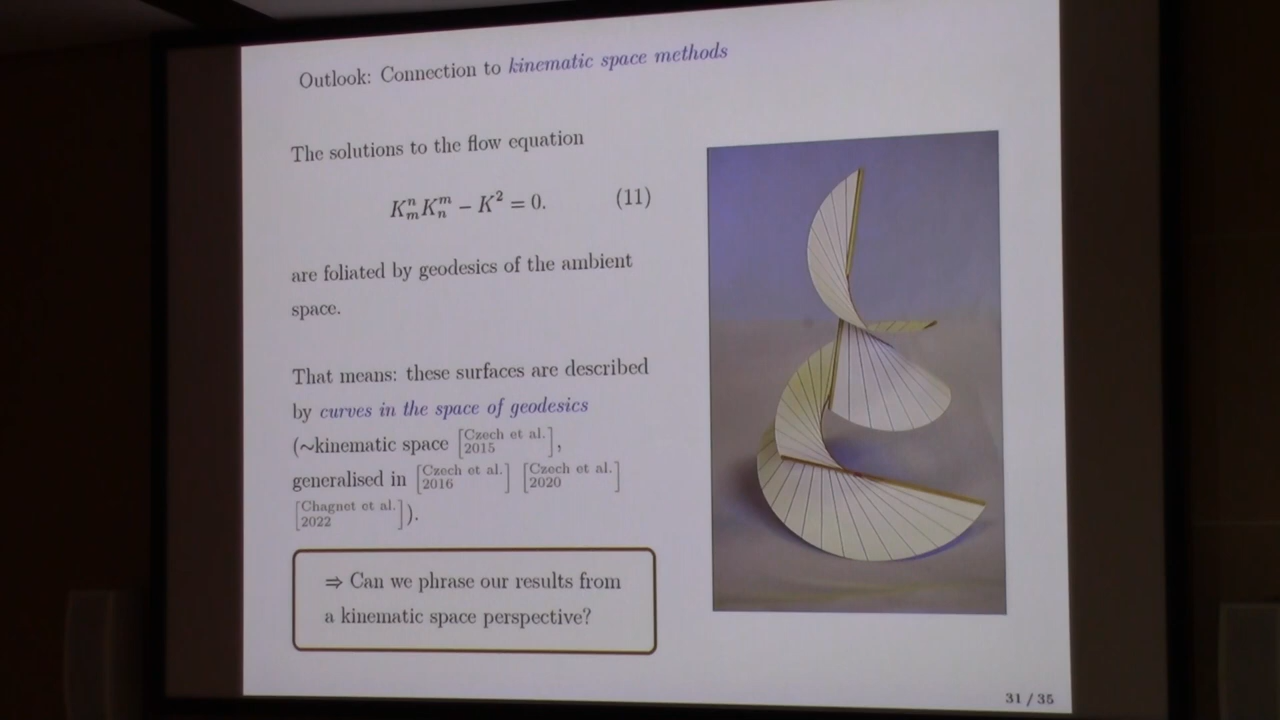 Outlook: Connection to kinematic space methods
The solutions to the flow equation
K^n_m K^m_n − K^2 = 0. (11)
are foliated by geodesics of the ambient
space.
That means: these surfaces are described
by curves in the space of geodesics
(∼kinematic space [Czech et al. 2015],
generalised in [Czech et al. 2016] [Czech et al. 2020]
[Chagnet et al. 2022]).
⇒ Can we phrase our results from
a kinematic space perspective?
31 / 35